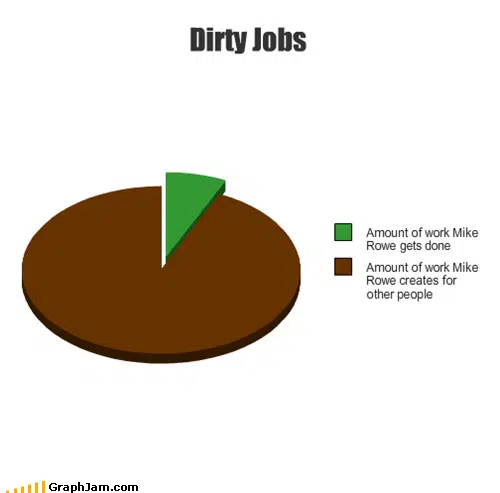 Dirty Jobs
Amount of work Mike
Rowe gets done
Amount of work Mike
Rowe creates for
other people
GraphJam.com